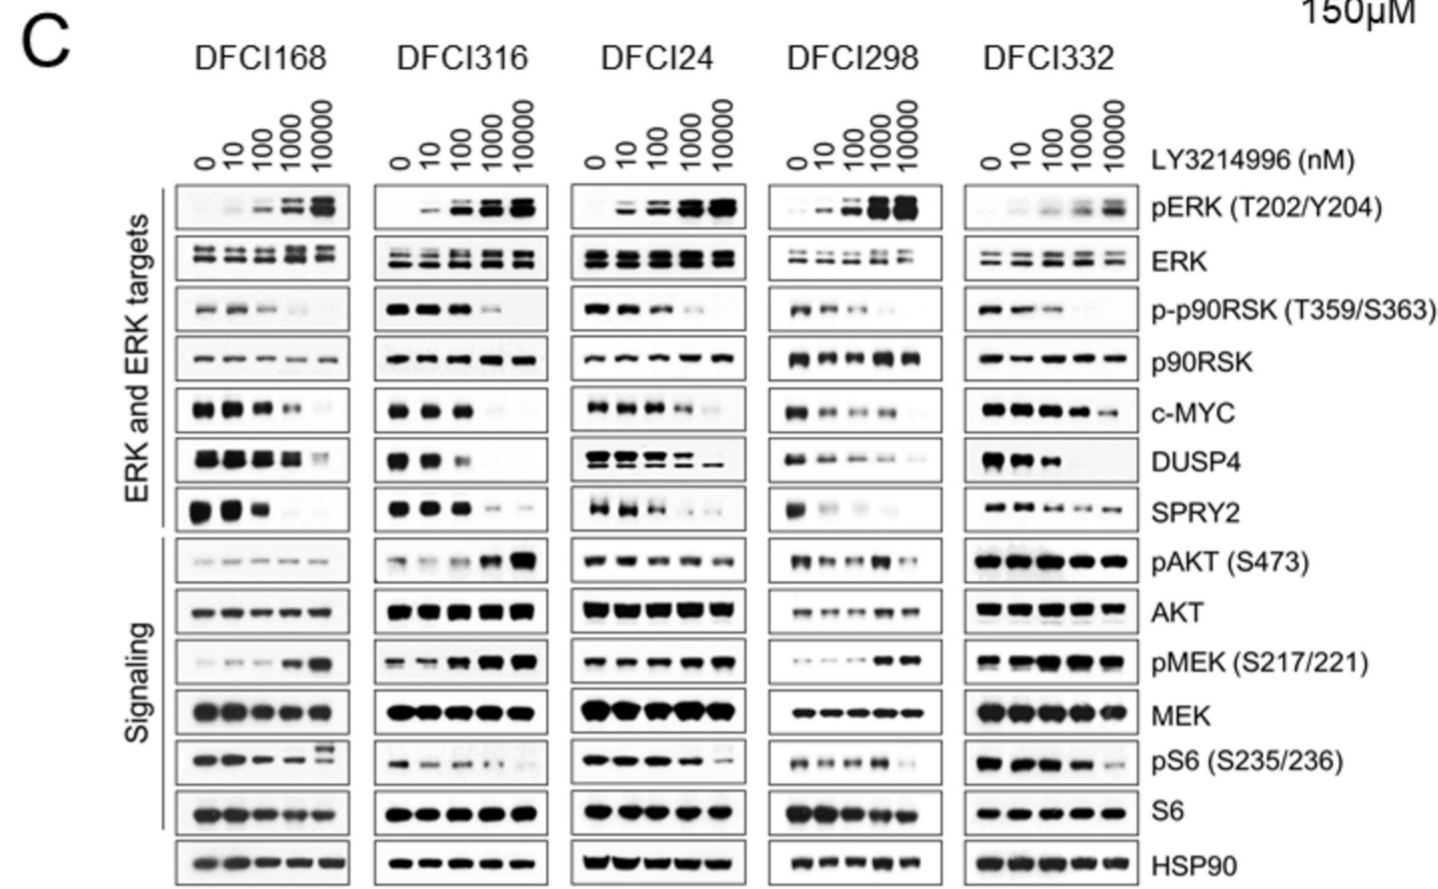 150µM
C
DFCI168 DFCI316 DFCI24 DFCI298 DFCI332
0 10 100 1000 10000 0 10 100 1000 10000 0 10 100 1000 10000 0 10 100 1000 10000 0 10 100 1000 10000 LY3214996 (nM)
ERK and ERK targets
pERK (T202/Y204)
ERK
p-p90RSK (T359/S363)
p90RSK
c-MYC
DUSP4
SPRY2
Signaling
pAKT (S473)
AKT
pMEK (S217/221)
MEK
pS6 (S235/236)
S6
HSP90